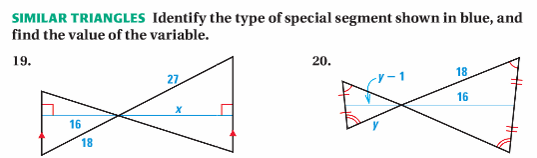 SIMILAR TRIANGLES Identify the type of special segment shown in blue, and
find the value of the variable.
19.
27
x
16
18
20.
y – 1
18
16
y